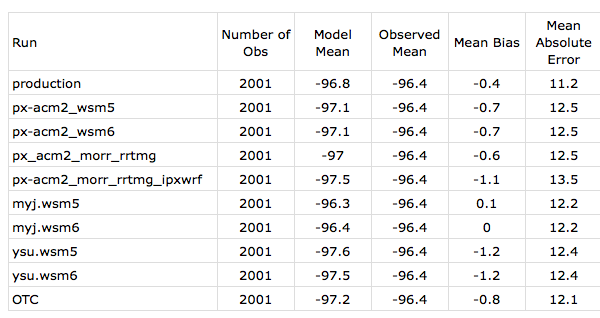 Run Number of Obs Model Mean Observed Mean Mean Bias Mean Absolute Error
production 2001 -96.8 -96.4 -0.4 11.2
px-acm2_wsm5 2001 -97.1 -96.4 -0.7 12.5
px-acm2_wsm6 2001 -97.1 -96.4 -0.7 12.5
px_acm2_morr_rrtmg 2001 -97 -96.4 -0.6 12.5
px-acm2_morr_rrtmg_ipxwrf 2001 -97.5 -96.4 -1.1 13.5
myj.wsm5 2001 -96.3 -96.4 0.1 12.2
myj.wsm6 2001 -96.4 -96.4 0 12.2
ysu.wsm5 2001 -97.6 -96.4 -1.2 12.4
ysu.wsm6 2001 -97.5 -96.4 -1.2 12.4
OTC 2001 -97.2 -96.4 -0.8 12.1